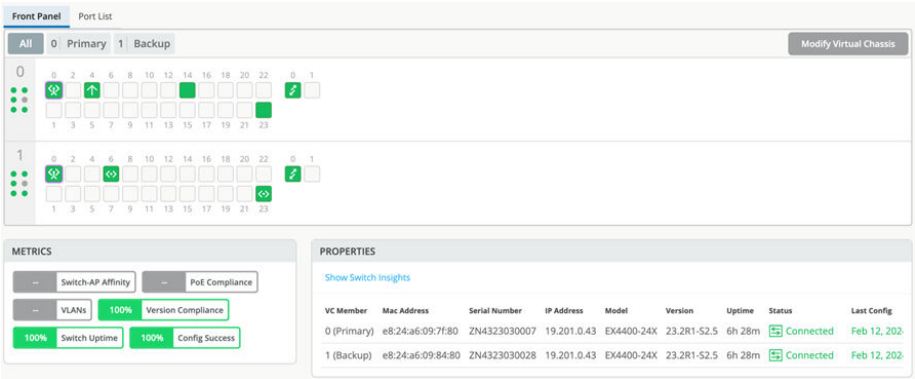 Front Panel Port List
All 0 Primary 1 Backup Modify Virtual Chassis
0
0 2 4 6 8 10 12 14 16 18 20 22 0 1
1 3 5 7 9 11 13 15 17 19 21 23
1
0 2 4 6 8 10 12 14 16 18 20 22 0 1
1 3 5 7 9 11 13 15 17 19 21 23
METRICS
-- Switch-AP Affinity -- PoE Compliance
-- VLANs 100% Version Compliance
100% Switch Uptime 100% Config Success
PROPERTIES
Show Switch Insights
VC Member Mac Address Serial Number IP Address Model Version Uptime Status Last Config
0 (Primary) e8:24:a6:09:7f:80 ZN4323030007 19.201.0.43 EX4400-24X 23.2R1-S2.5 6h 28m Connected Feb 12, 202
1 (Backup) e8:24:a6:09:84:80 ZN4323030028 19.201.0.43 EX4400-24X 23.2R1-S2.5 6h 28m Connected Feb 12, 202